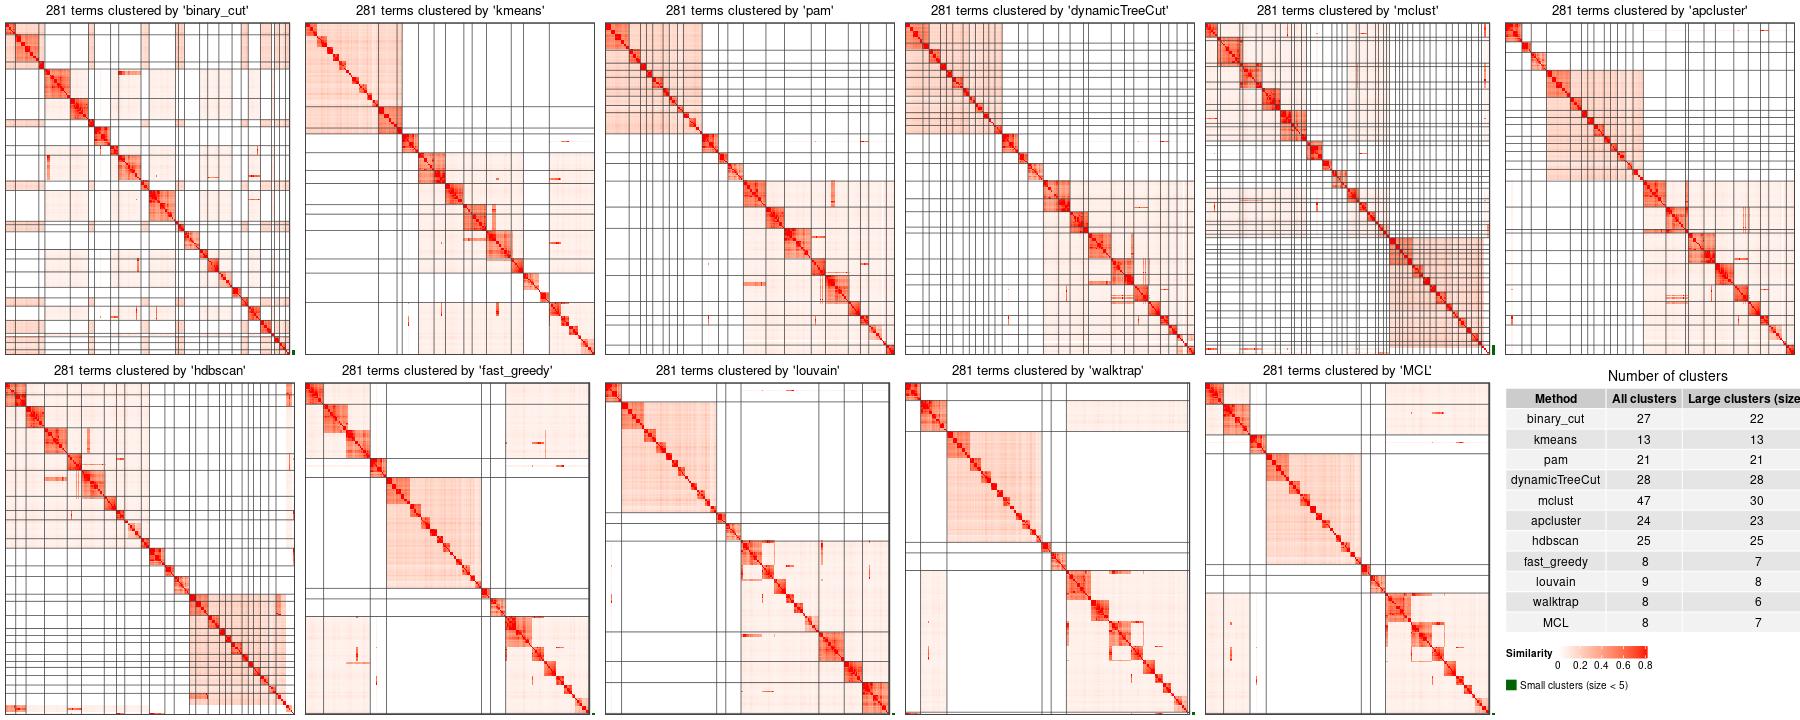 281 terms clustered by 'binary_cut'
281 terms clustered by 'kmeans'
281 terms clustered by 'pam'
281 terms clustered by 'dynamicTreeCut'
281 terms clustered by 'mclust'
281 terms clustered by 'apcluster'
281 terms clustered by 'hdbscan'
281 terms clustered by 'fast_greedy'
281 terms clustered by 'louvain'
281 terms clustered by 'walktrap'
281 terms clustered by 'MCL'
Number of clusters
Method All clusters Large clusters (size
binary_cut 27 22
kmeans 13 13
pam 21 21
dynamicTreeCut 28 28
mclust 47 30
apcluster 24 23
hdbscan 25 25
fast_greedy 8 7
louvain 9 8
walktrap 8 6
MCL 8 7
Similarity
0 0.2 0.4 0.6 0.8
Small clusters (size < 5)